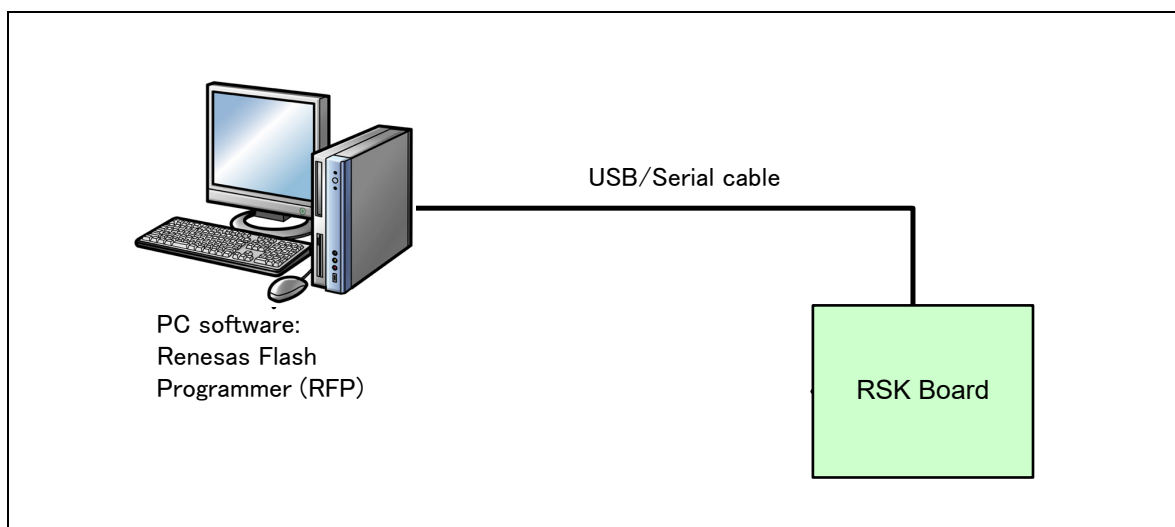 USB/Serial cable
PC software:
Renesas Flash
Programmer (RFP)
RSK Board